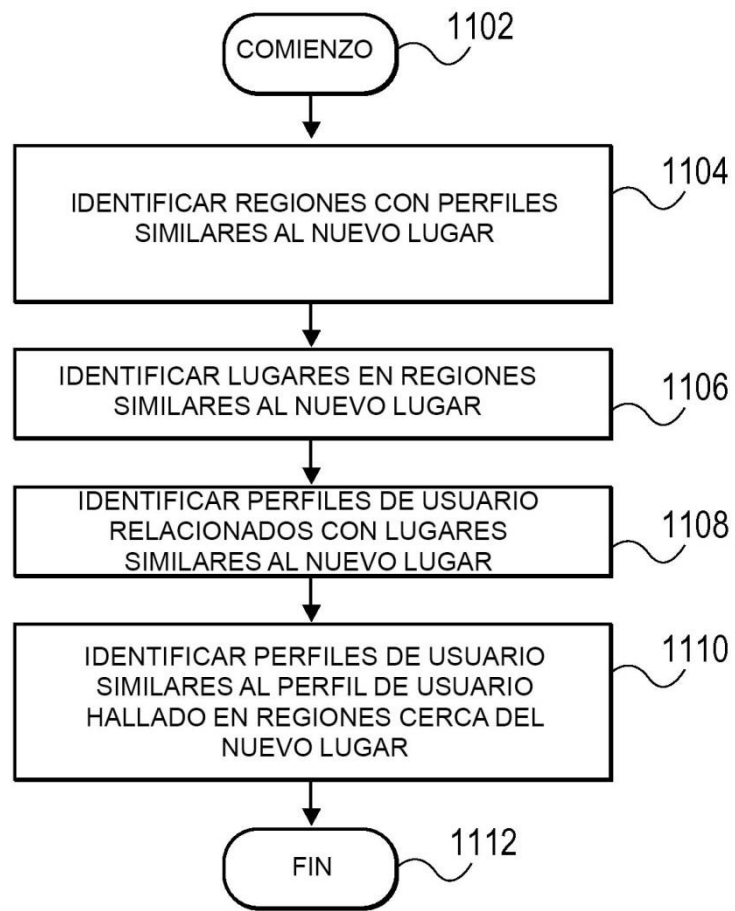 COMIENZO
1102
IDENTIFICAR REGIONES CON PERFILES
SIMILARES AL NUEVO LUGAR
1104
IDENTIFICAR LUGARES EN REGIONES
SIMILARES AL NUEVO LUGAR
1106
IDENTIFICAR PERFILES DE USUARIO
RELACIONADOS CON LUGARES
SIMILARES AL NUEVO LUGAR
1108
IDENTIFICAR PERFILES DE USUARIO
SIMILARES AL PERFIL DE USUARIO
HALLADO EN REGIONES CERCA DEL
NUEVO LUGAR
1110
FIN
1112